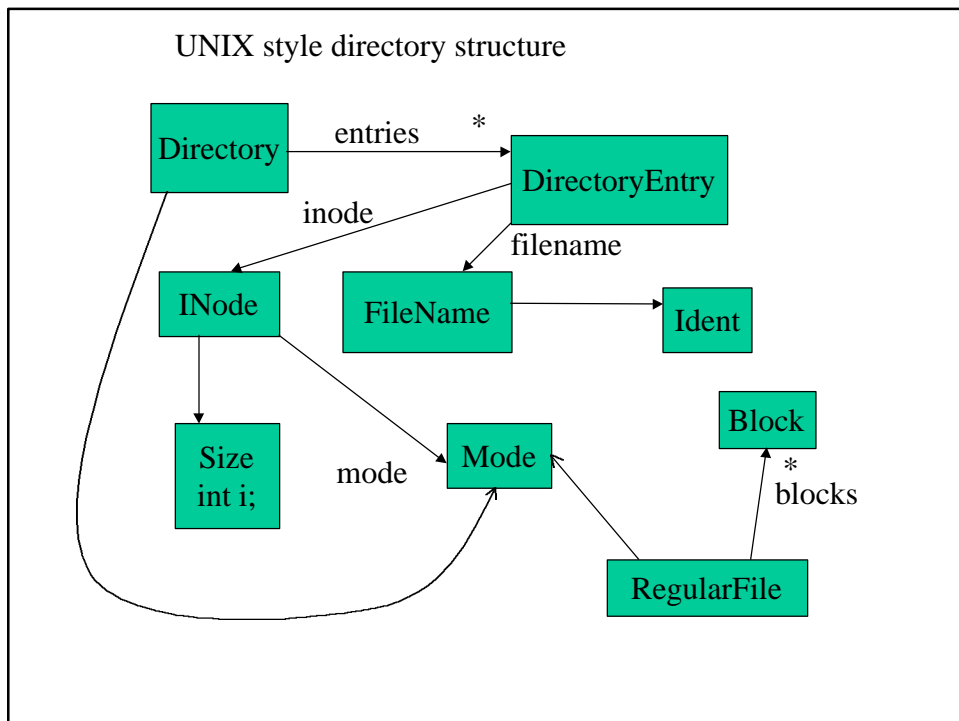 UNIX style directory structure
Directory
entries
*
DirectoryEntry
inode
filename
INode
FileName
Ident
Size
int i;
mode
Mode
Block
*
blocks
RegularFile